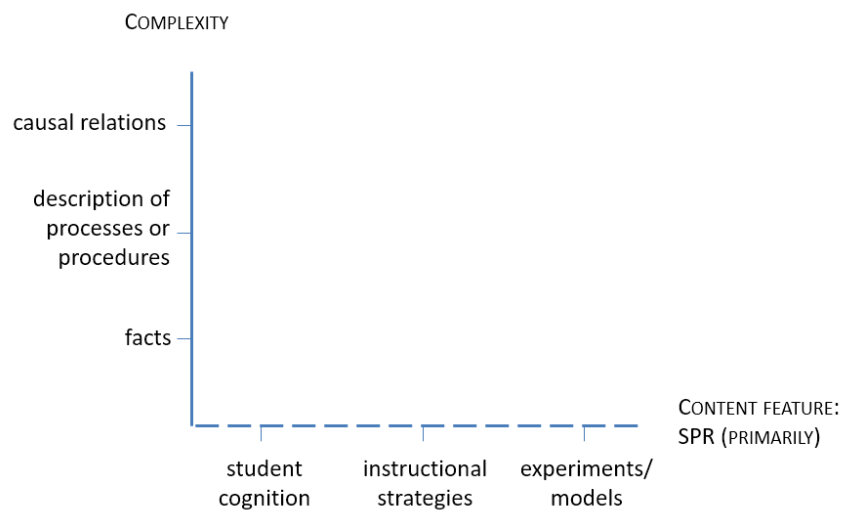 COMPLEXITY
causal relations
description of
processes or
procedures
facts
CONTENT FEATURE:
SPR (PRIMARILY)
student
cognition
instructional
strategies
experiments/
models